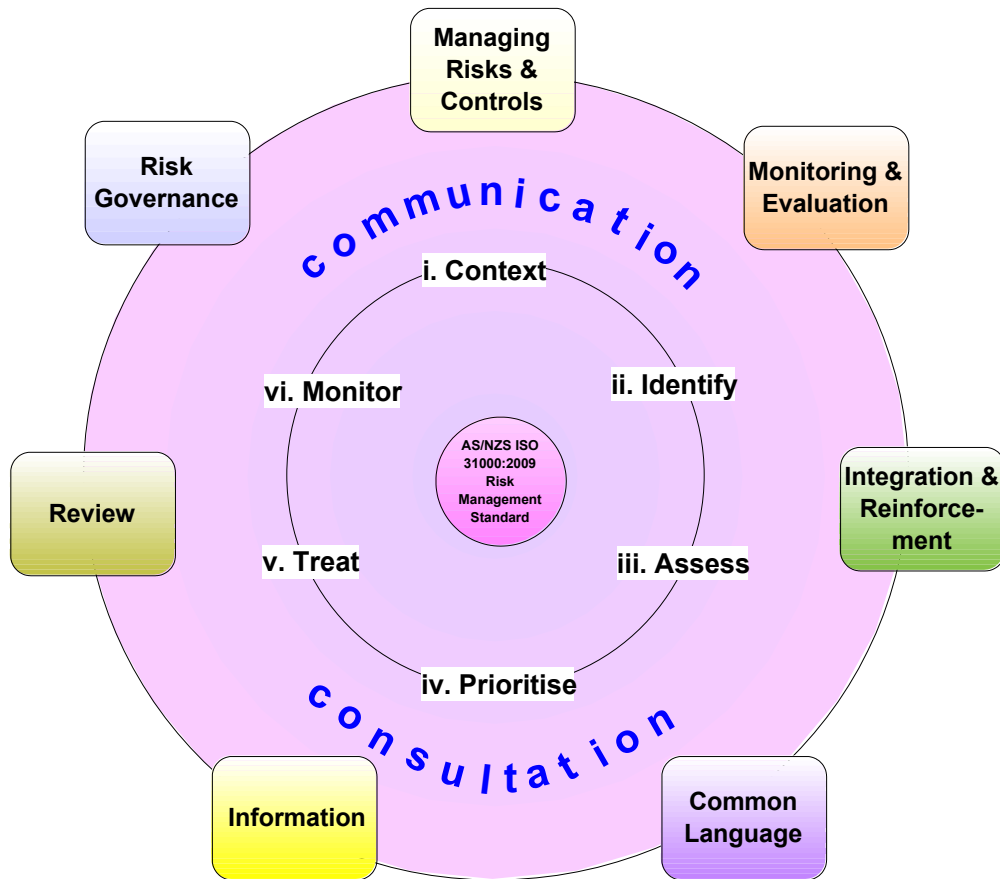 Managing
Risks &
Controls
Risk
Governance
Monitoring &
Evaluation
communication
i. Context
vi. Monitor
ii. Identify
AS/NZS ISO
31000:2009
Risk
Management
Standard
Review
Integration &
Reinforce-
ment
v. Treat
iii. Assess
iv. Prioritise
consultation
Information
Common
Language